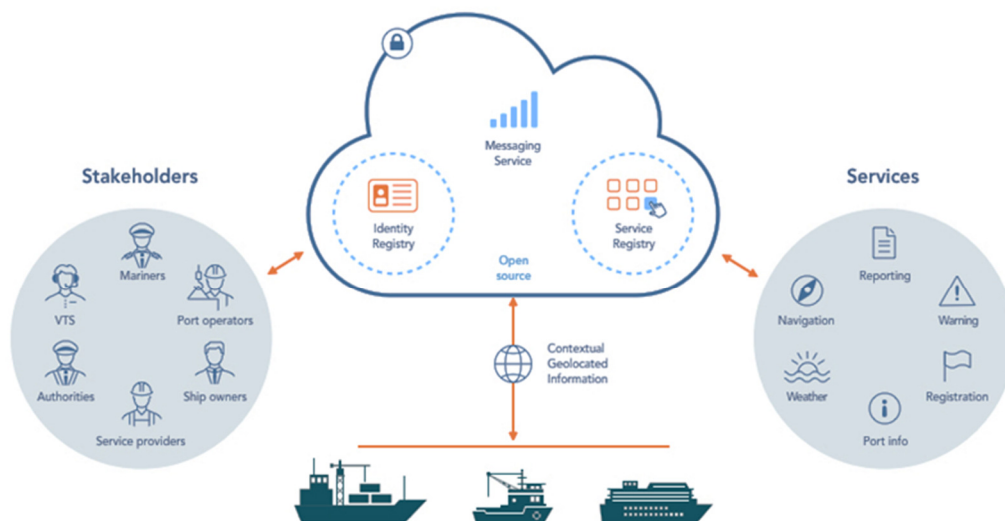 Messaging
Service
Stakeholders
Services
Identity
Registry
Service
Registry
Open
source
Mariners
VTS
Port operators
Authorities
Ship owners
Service providers
Reporting
Navigation
Warning
Weather
Registration
Port info
Contextual
Geolocated
Information